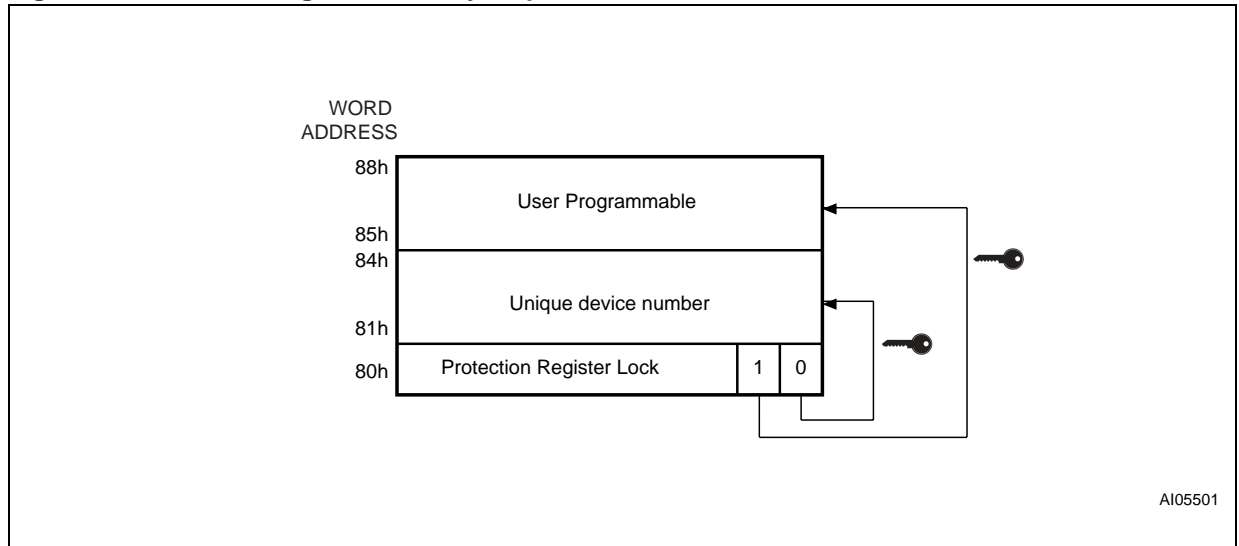 WORD
ADDRESS
88h
User Programmable
85h
84h
Unique device number
81h
80h
Protection Register Lock
1
0
AI05501